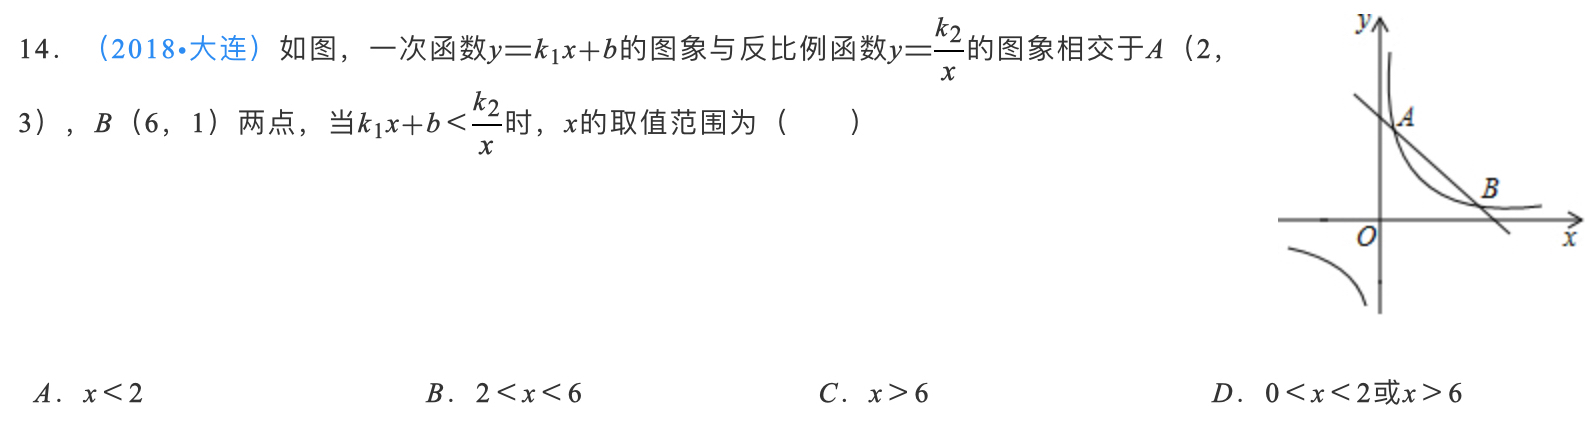 14. （2018•大连）如图，一次函数y=k₁x+b的图象与反比例函数y=k₂/x的图象相交于A（2，
3），B（6，1）两点，当k₁x+b<k₂/x时，x的取值范围为（　　）
y
A
B
O
x
A. x<2
B. 2<x<6
C. x>6
D. 0<x<2或x>6